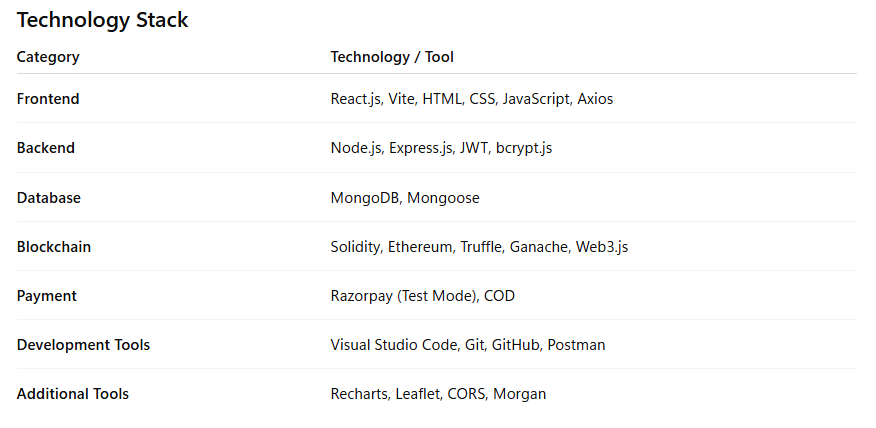 Technology Stack
Category Technology / Tool
Frontend React.js, Vite, HTML, CSS, JavaScript, Axios
Backend Node.js, Express.js, JWT, bcrypt.js
Database MongoDB, Mongoose
Blockchain Solidity, Ethereum, Truffle, Ganache, Web3.js
Payment Razorpay (Test Mode), COD
Development Tools Visual Studio Code, Git, GitHub, Postman
Additional Tools Recharts, Leaflet, CORS, Morgan